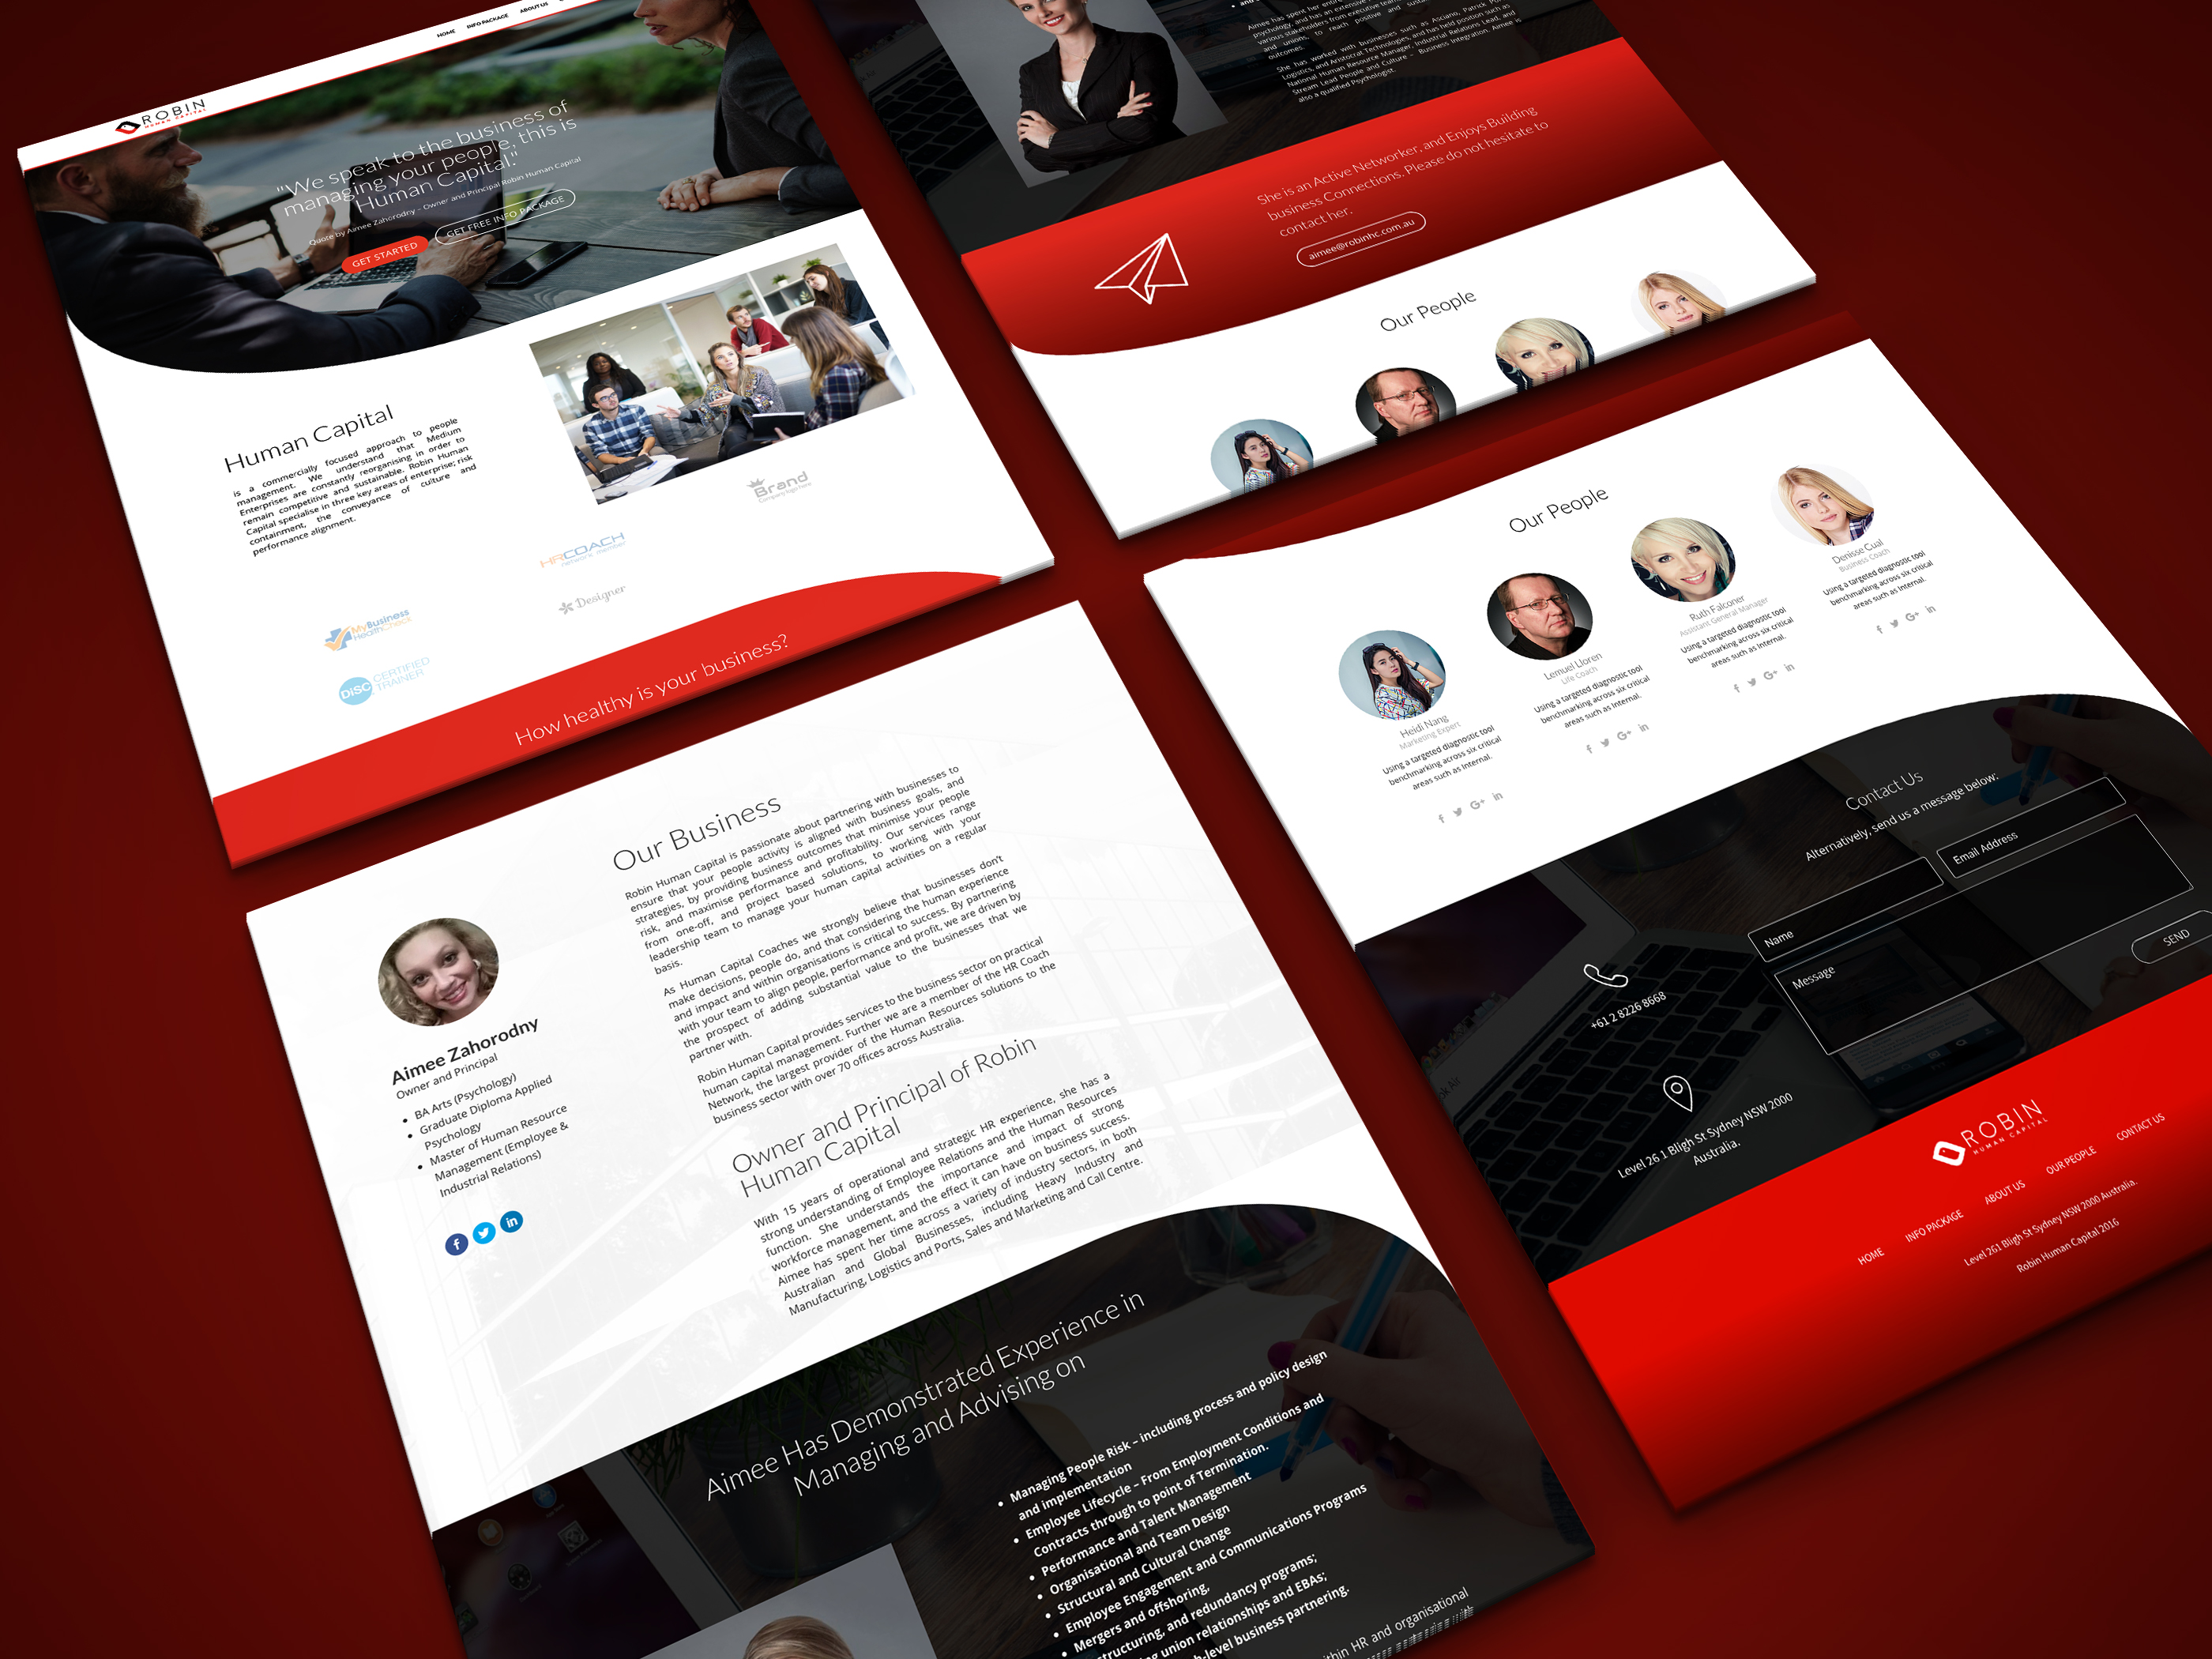 HOME
INFO PACKAGE
ABOUT US
ROBIN
HUMAN CAPITAL
"We speak to the business of
managing your people, this is
Human Capital."
Quote by Aimee Zahorodny – Owner and Principal Robin Human Capital
GET STARTED
GET FREE INFO PACKAGE
Human Capital
is a commercially focused approach to people
management. We understand that Medium
Enterprises are constantly reorganising in order to
remain competitive and sustainable. Robin Human
Capital specialise in three key areas of enterprise: risk
containment, the conveyance of culture and
performance alignment.
Brand
Company logo here
HRCOACH
network member
Designer
MyBusiness
HealthCheck
DiSC CERTIFIED
TRAINER
How healthy is your business?
Aimee Zahorodny
Owner and Principal
• BA Arts (Psychology)
• Graduate Diploma Applied
Psychology
• Master of Human Resource
• Management (Employee &
Industrial Relations)
Our Business
Robin Human Capital is passionate about partnering with businesses to
ensure that your people activity is aligned with business goals, and
strategies, by providing business outcomes that minimise your people
risk, and maximise performance and profitability. Our services range
from one-off, and project based solutions, to working with your
leadership team to manage your human capital activities on a regular
basis.
As Human Capital Coaches we strongly believe that businesses don't
make decisions, people do, and that considering the human experience
and impact and within organisations is critical to success. By partnering
with your team to align people, performance and profit, we are driven by
the prospect of adding substantial value to the businesses that we
partner with.
Robin Human Capital provides services to the business sector on practical
human capital management. Further we are a member of the HR Coach
Network, the largest provider of the Human Resources solutions to the
business sector with over 70 offices across Australia.
Owner and Principal of Robin
Human Capital
With 15 years of operational and strategic HR experience, she has a
strong understanding of Employee Relations and the Human Resources
function. She understands the importance and impact of strong
workforce management, and the effect it can have on business success.
Aimee has spent her time across a variety of industry sectors, in both
Australian and Global Businesses, including Heavy Industry and
Manufacturing, Logistics and Ports, Sales and Marketing and Call Centre.
Aimee Has Demonstrated Experience in
Managing and Advising on
• Managing People Risk – including process and policy design
and implementation
• Employee Lifecycle – From Employment Conditions and
Contracts through to point of Termination.
• Performance and Talent Management
• Organisational and Team Design
• Structural and Cultural Change
• Employee Engagement and Communications Programs
• Mergers and offshoring,
structuring, and redundancy programs;
union relationships and EBAs;
level business partnering.
within HR and organisational
Aimee has spent her
psychology, and has an extensive
various stakeholders from executive
and unions, to reach positive and
outcomes.
She has worked with businesses such as Asciano, Patrick
Logistics, and Aristocrat Technologies, and has held position such as
National Human Resource Manager, Industrial Relations Lead, and
Stream Lead People and Culture – Business Integration. Aimee is
also a qualified Psychologist.
She is an Active Networker, and Enjoys Building
business Connections. Please do not hesitate to
contact her.
aimee@robinhc.com.au
Our People
Our People
Heidi Nang
Marketing Expert
Using a targeted diagnostic tool
benchmarking across six critical
areas such as Internal.
Lemuel Lloren
Life Coach
Using a targeted diagnostic tool
benchmarking across six critical
areas such as Internal.
Ruth Falconer
Assistant General Manager
Using a targeted diagnostic tool
benchmarking across six critical
areas such as Internal.
Denisse Cual
Business Coach
Using a targeted diagnostic tool
benchmarking across six critical
areas such as Internal.
Contact Us
Alternatively, send us a message below:
Name
Email Address
Message
SEND
+61 2 8226 8668
Level 26 1 Bligh St Sydney NSW 2000
Australia.
ROBIN
HUMAN CAPITAL
HOME
INFO PACKAGE
ABOUT US
OUR PEOPLE
CONTACT US
Level 261 Bligh St Sydney NSW 2000 Australia.
Robin Human Capital 2016